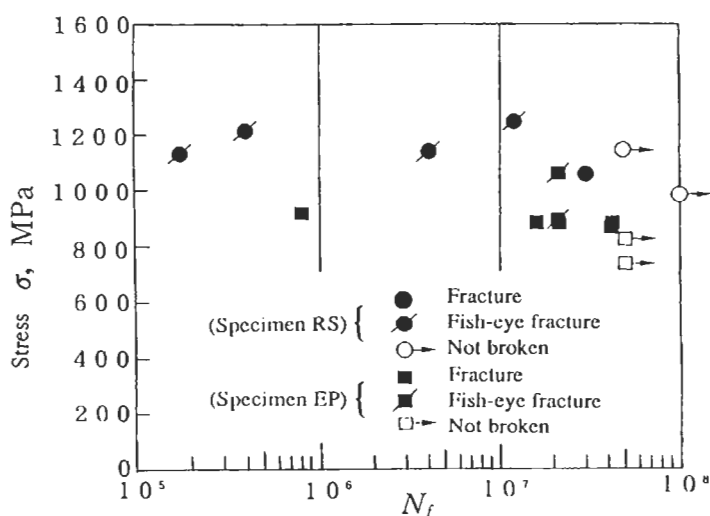 1600
1400
1200
1000
800
600
400
200
0
Stress σ, MPa
10⁵
10⁶
10⁷
10⁸
N_f
(Specimen RS) {
Fracture
Fish-eye fracture
Not broken
(Specimen EP) {
Fracture
Fish-eye fracture
Not broken